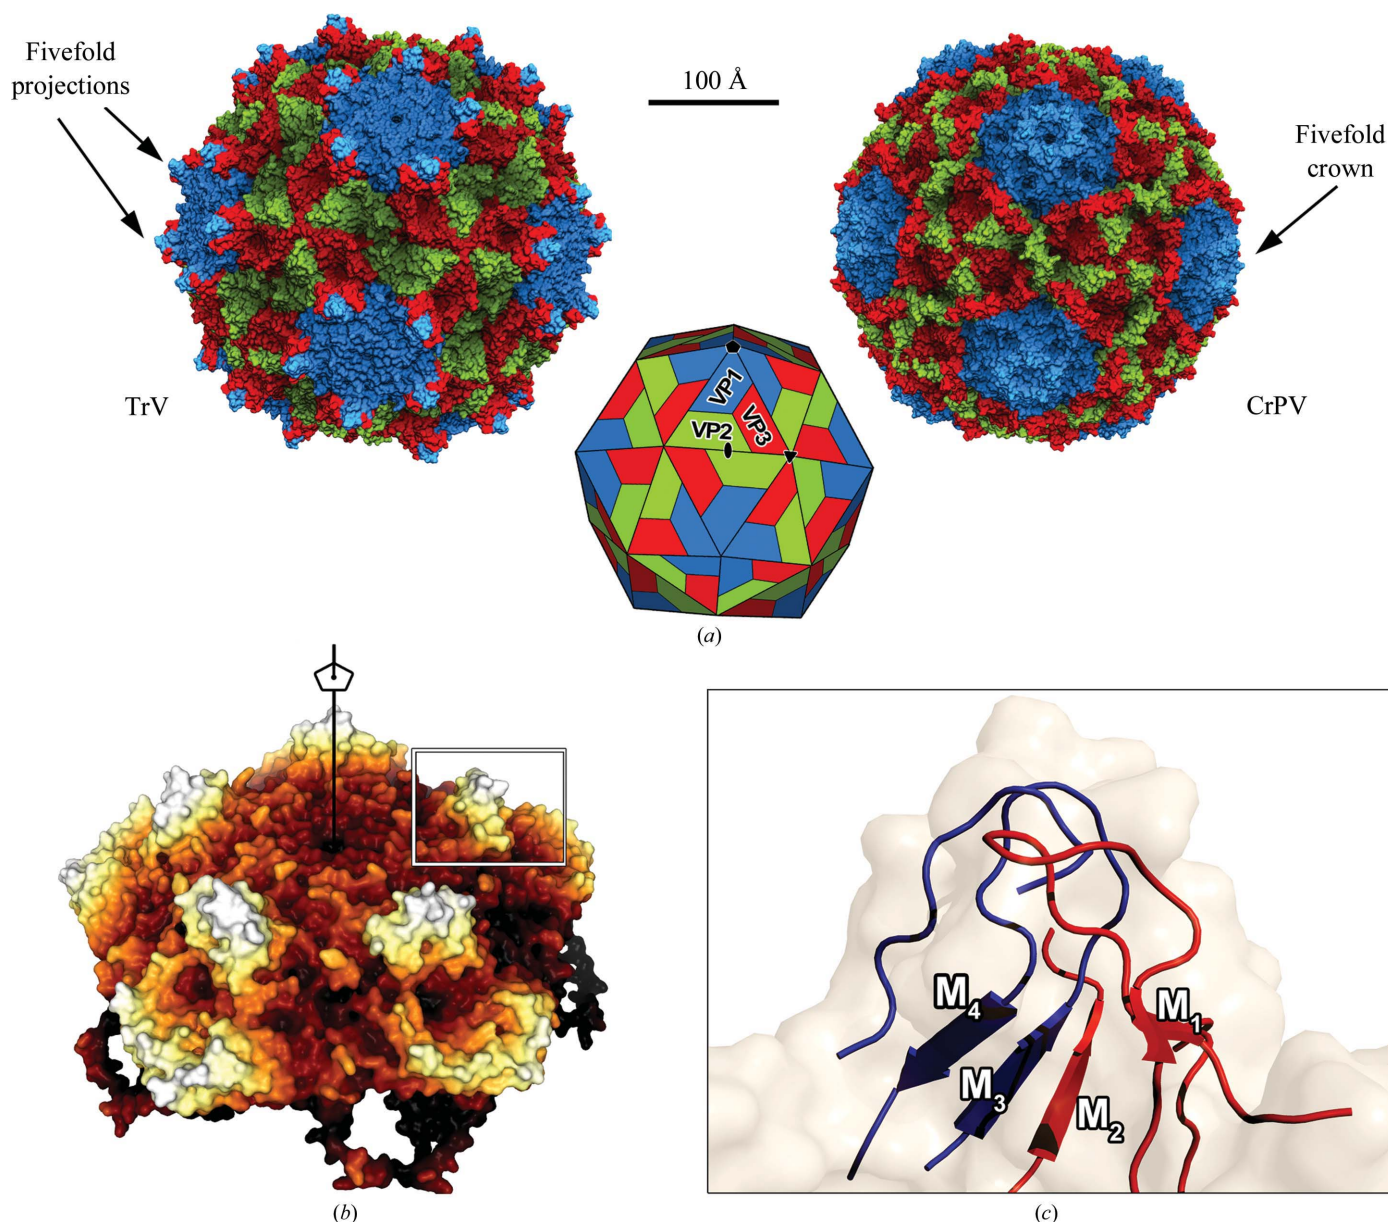 Fivefold
projections
100 Å
Fivefold
crown
TrV
CrPV
VP1
VP2
VP3
(a)
M4
M3
M2
M1
(b)
(c)